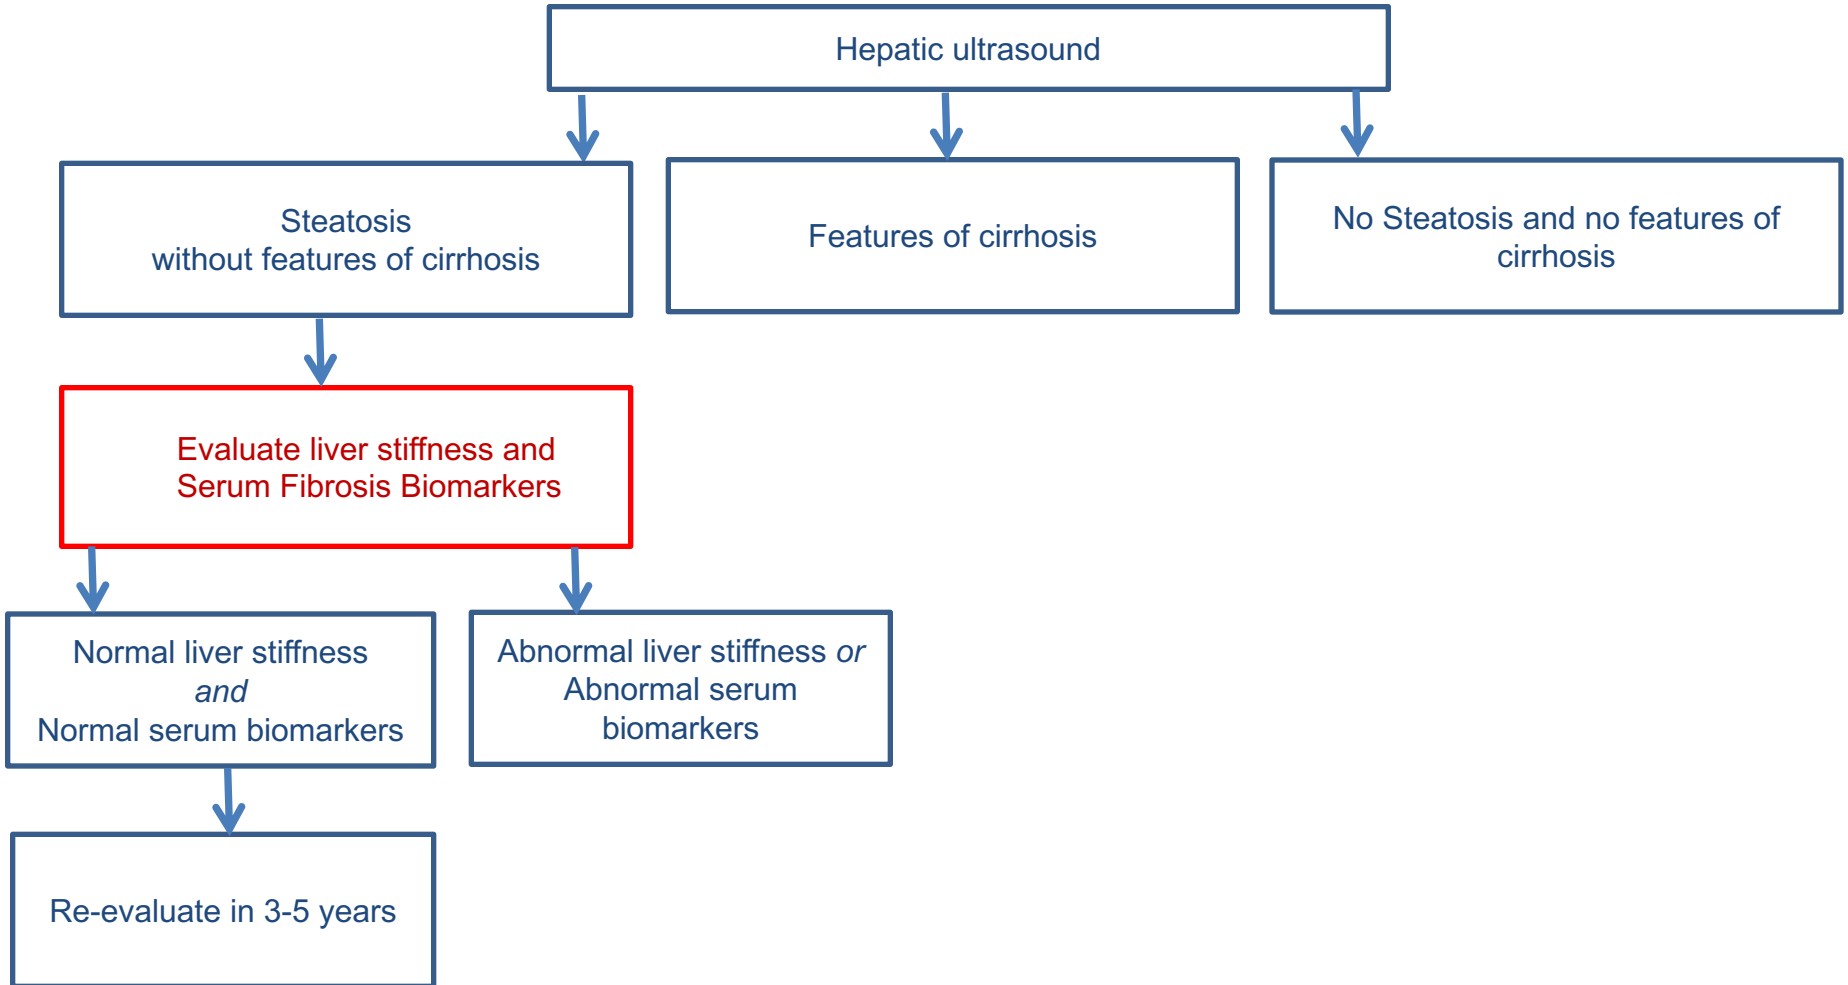 Hepatic ultrasound
Steatosis
without features of cirrhosis
Features of cirrhosis
No Steatosis and no features of
cirrhosis
Evaluate liver stiffness and
Serum Fibrosis Biomarkers
Normal liver stiffness
and
Normal serum biomarkers
Abnormal liver stiffness or
Abnormal serum
biomarkers
Re-evaluate in 3-5 years